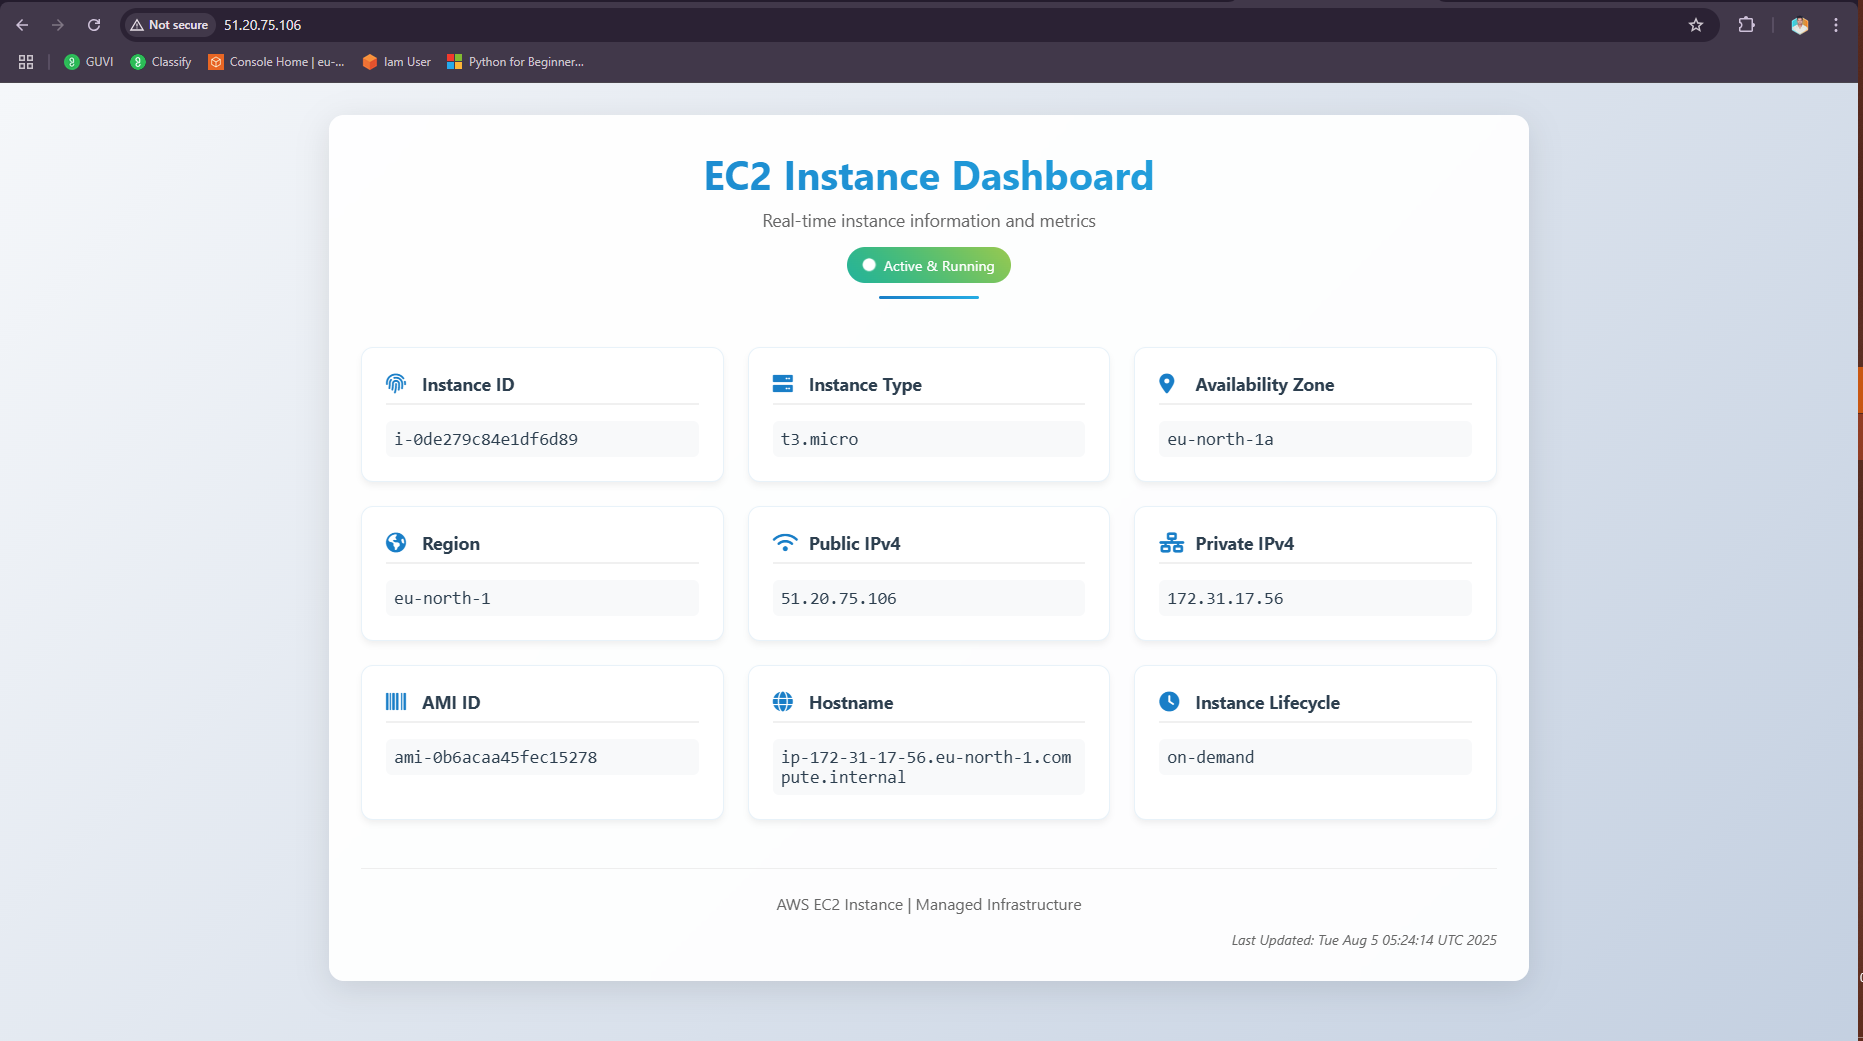 Not secure 51.20.75.106
GUVI Classify Console Home | eu-... Iam User Python for Beginner...
EC2 Instance Dashboard
Real-time instance information and metrics
Active & Running
Instance ID
i-0de279c84e1df6d89
Instance Type
t3.micro
Availability Zone
eu-north-1a
Region
eu-north-1
Public IPv4
51.20.75.106
Private IPv4
172.31.17.56
AMI ID
ami-0b6acaa45fec15278
Hostname
ip-172-31-17-56.eu-north-1.com
pute.internal
Instance Lifecycle
on-demand
AWS EC2 Instance | Managed Infrastructure
Last Updated: Tue Aug 5 05:24:14 UTC 2025